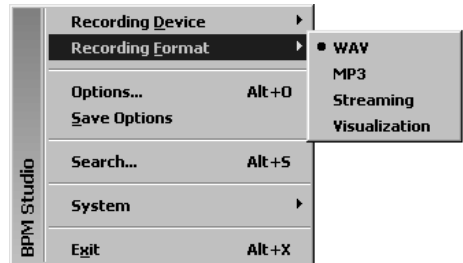 Recording Device
Recording Format
WAV
MP3
Streaming
Visualization
Options... Alt+O
Save Options
Search... Alt+S
System
Exit Alt+X
BPM Studio